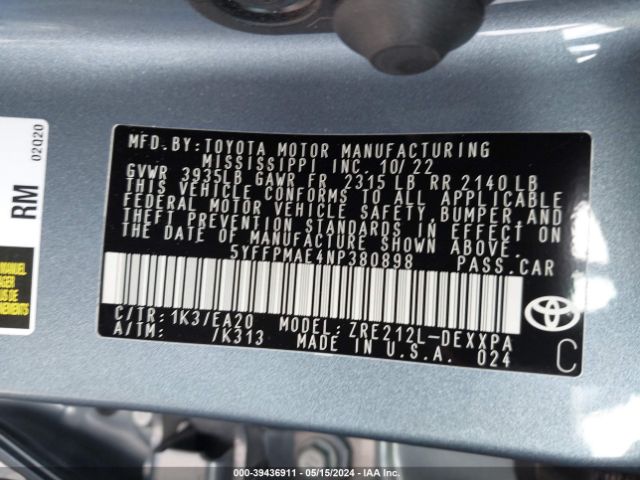 MFD.BY:TOYOTA MOTOR MANUFACTURING
MISSISSIPPI INC. 10/22
GVWR 3935LB GAWR FR 2315LB RR 2140LB
THIS VEHICLE CONFORMS TO ALL APPLICABLE
FEDERAL MOTOR VEHICLE SAFETY, BUMPER, AND
THEFT PREVENTION STANDARDS IN EFFECT ON
THE DATE OF MANUFACTURE SHOWN ABOVE.
5YFFPMAE4NP380898 PASS.CAR
C/TR: 1K3/EA20 MODEL: ZRE212L-DEXXPA
A/TM: /K313 MADE IN U.S.A. 024
C
RM
02Q20
MANUEL
000-39436911 - 05/15/2024 - IAA Inc.